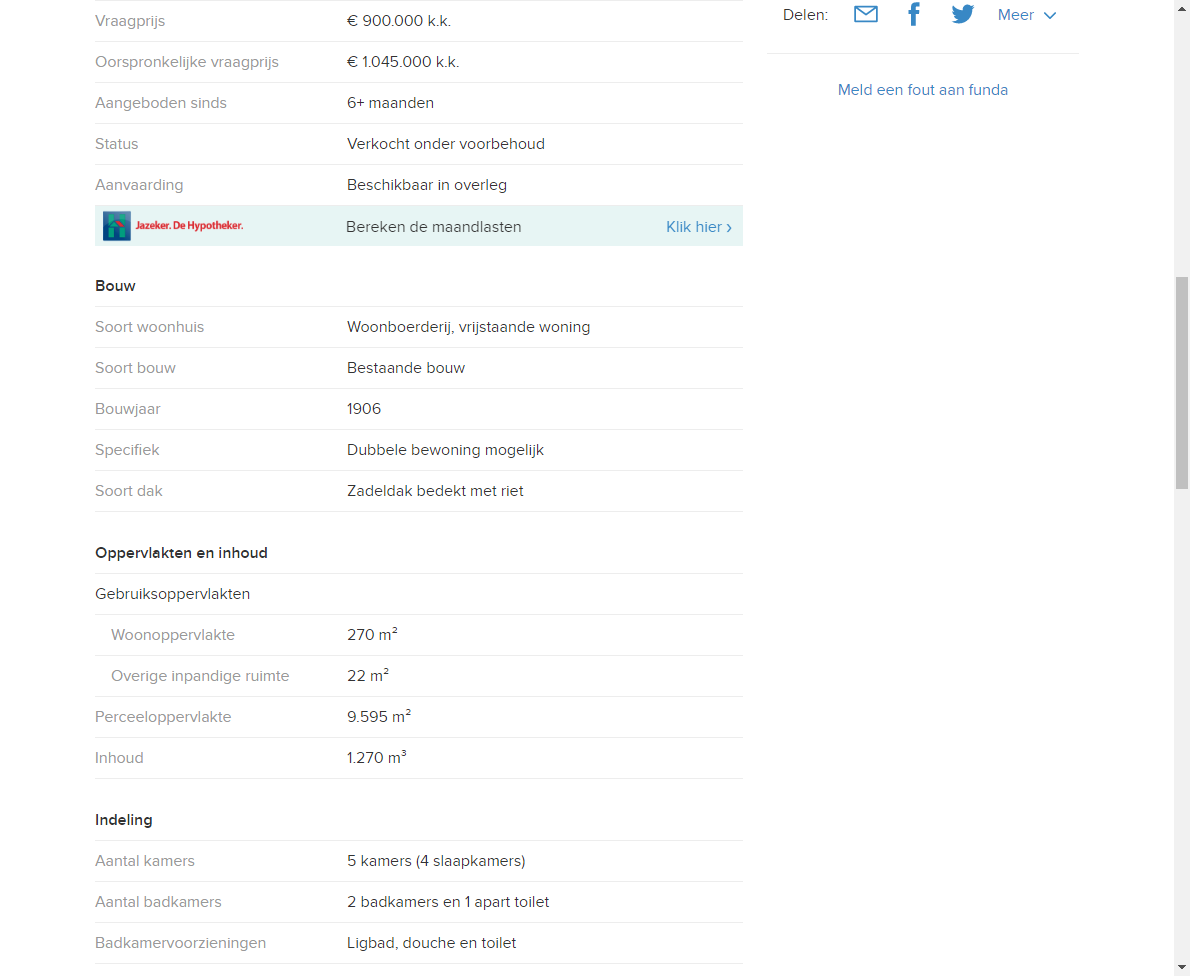 Vraagprijs € 900.000 k.k.
Oorspronkelijke vraagprijs € 1.045.000 k.k.
Aangeboden sinds 6+ maanden
Status Verkocht onder voorbehoud
Aanvaarding Beschikbaar in overleg
Jazeker. De Hypotheker. Bereken de maandlasten Klik hier ›
Bouw
Soort woonhuis Woonboerderij, vrijstaande woning
Soort bouw Bestaande bouw
Bouwjaar 1906
Specifiek Dubbele bewoning mogelijk
Soort dak Zadeldak bedekt met riet
Oppervlakten en inhoud
Gebruiksoppervlakten
Woonoppervlakte 270 m²
Overige inpandige ruimte 22 m²
Perceeloppervlakte 9.595 m²
Inhoud 1.270 m³
Indeling
Aantal kamers 5 kamers (4 slaapkamers)
Aantal badkamers 2 badkamers en 1 apart toilet
Badkamervoorzieningen Ligbad, douche en toilet
Delen: Meer
Meld een fout aan funda